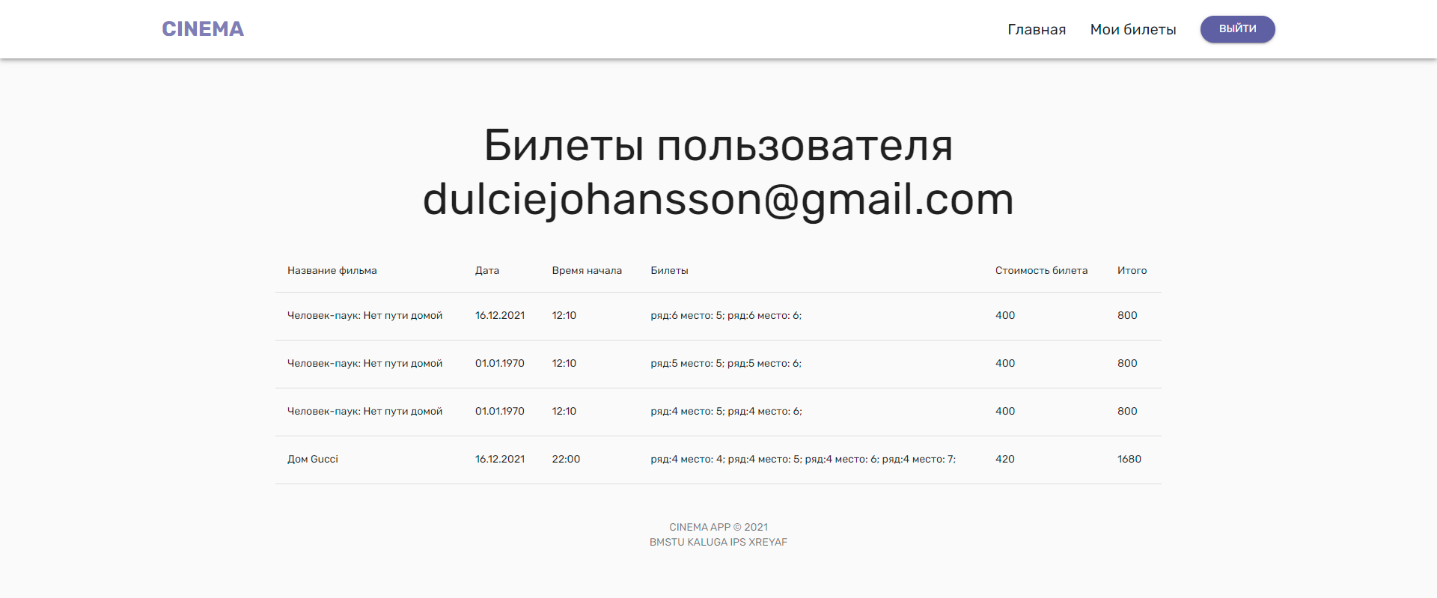 CINEMA Главная Мои билеты ВЫЙТИ
Билеты пользователя
dulciejohansson@gmail.com
Название фильма Дата Время начала Билеты Стоимость билета Итого
Человек-паук: Нет пути домой 16.12.2021 12:10 ряд:6 место: 5; ряд:6 место: 6; 400 800
Человек-паук: Нет пути домой 01.01.1970 12:10 ряд:5 место: 5; ряд:5 место: 6; 400 800
Человек-паук: Нет пути домой 01.01.1970 12:10 ряд:4 место: 5; ряд:4 место: 6; 400 800
Дом Gucci 16.12.2021 22:00 ряд:4 место: 4; ряд:4 место: 5; ряд:4 место: 6; ряд:4 место: 7; 420 1680
CINEMA APP © 2021
BMSTU KALUGA IPS XREYAF